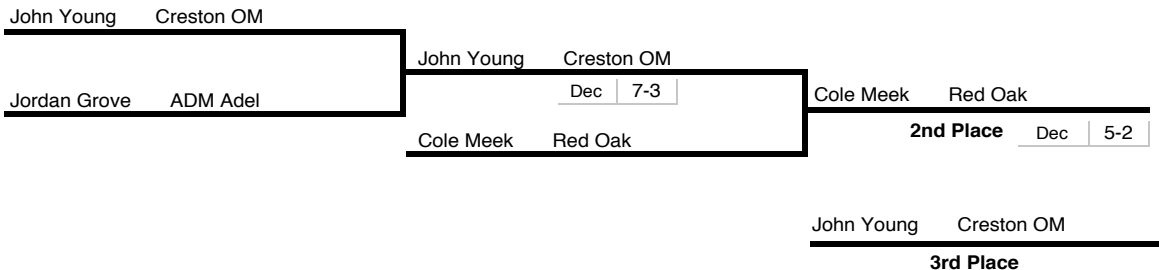 John Young Creston OM
John Young Creston OM
Dec 7-3
Jordan Grove ADM Adel
Cole Meek Red Oak
2nd Place Dec 5-2
Cole Meek Red Oak
John Young Creston OM
3rd Place